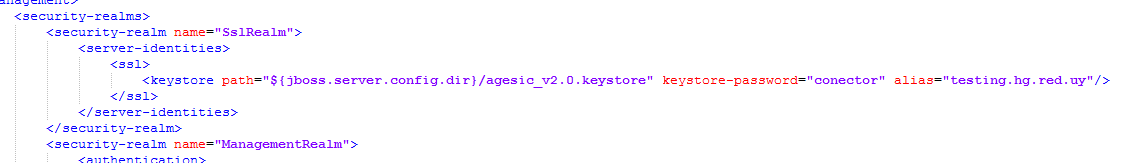 anagement>
<security-realms>
<security-realm name="SslRealm">
<server-identities>
<ssl>
<keystore path="${jboss.server.config.dir}/agesic_v2.0.keystore" keystore-password="conector" alias="testing.hg.red.uy"/>
</ssl>
</server-identities>
</security-realm>
<security-realm name="ManagementRealm">
<authentication>